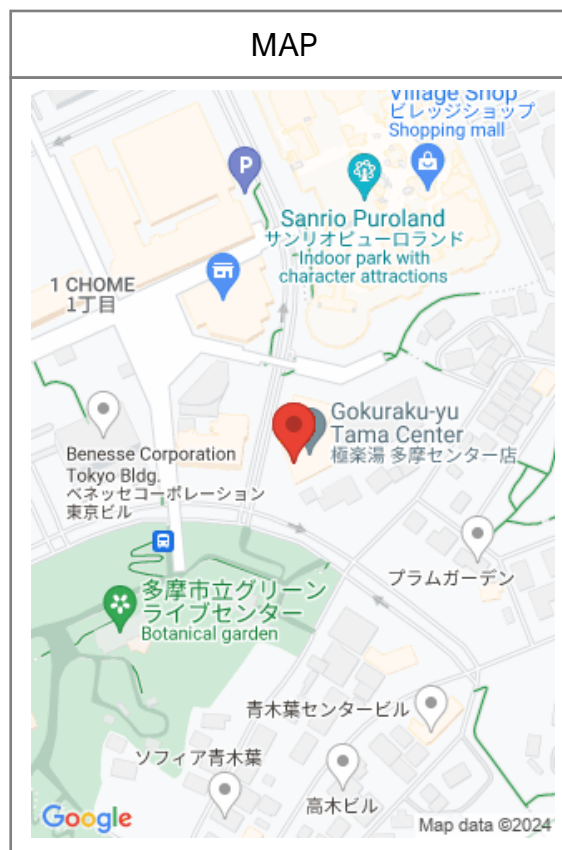 MAP
Village Shop
ビレッジショップ
Shopping mall
P
Sanrio Puroland
サンリオピューロランド
Indoor park with
character attractions
1 CHOME
1丁目
Gokuraku-yu
Tama Center
極楽湯 多摩センター店
Benesse Corporation
Tokyo Bldg.
ベネッセコーポレーション
東京ビル
プラムガーデン
多摩市立グリーン
ライブセンター
Botanical garden
青木葉センタービル
ソフィア青木葉
高木ビル
Google
Map data ©2024